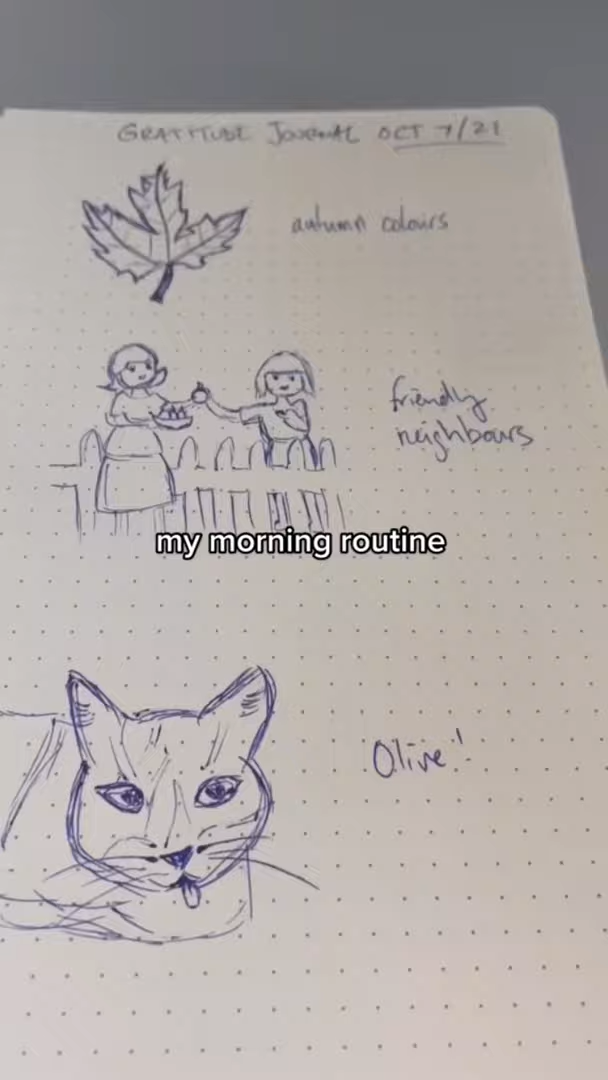 GRATITUDE JOURNAL OCT 7/21
autumn colours
friendly
neighbours
my morning routine
Olive!